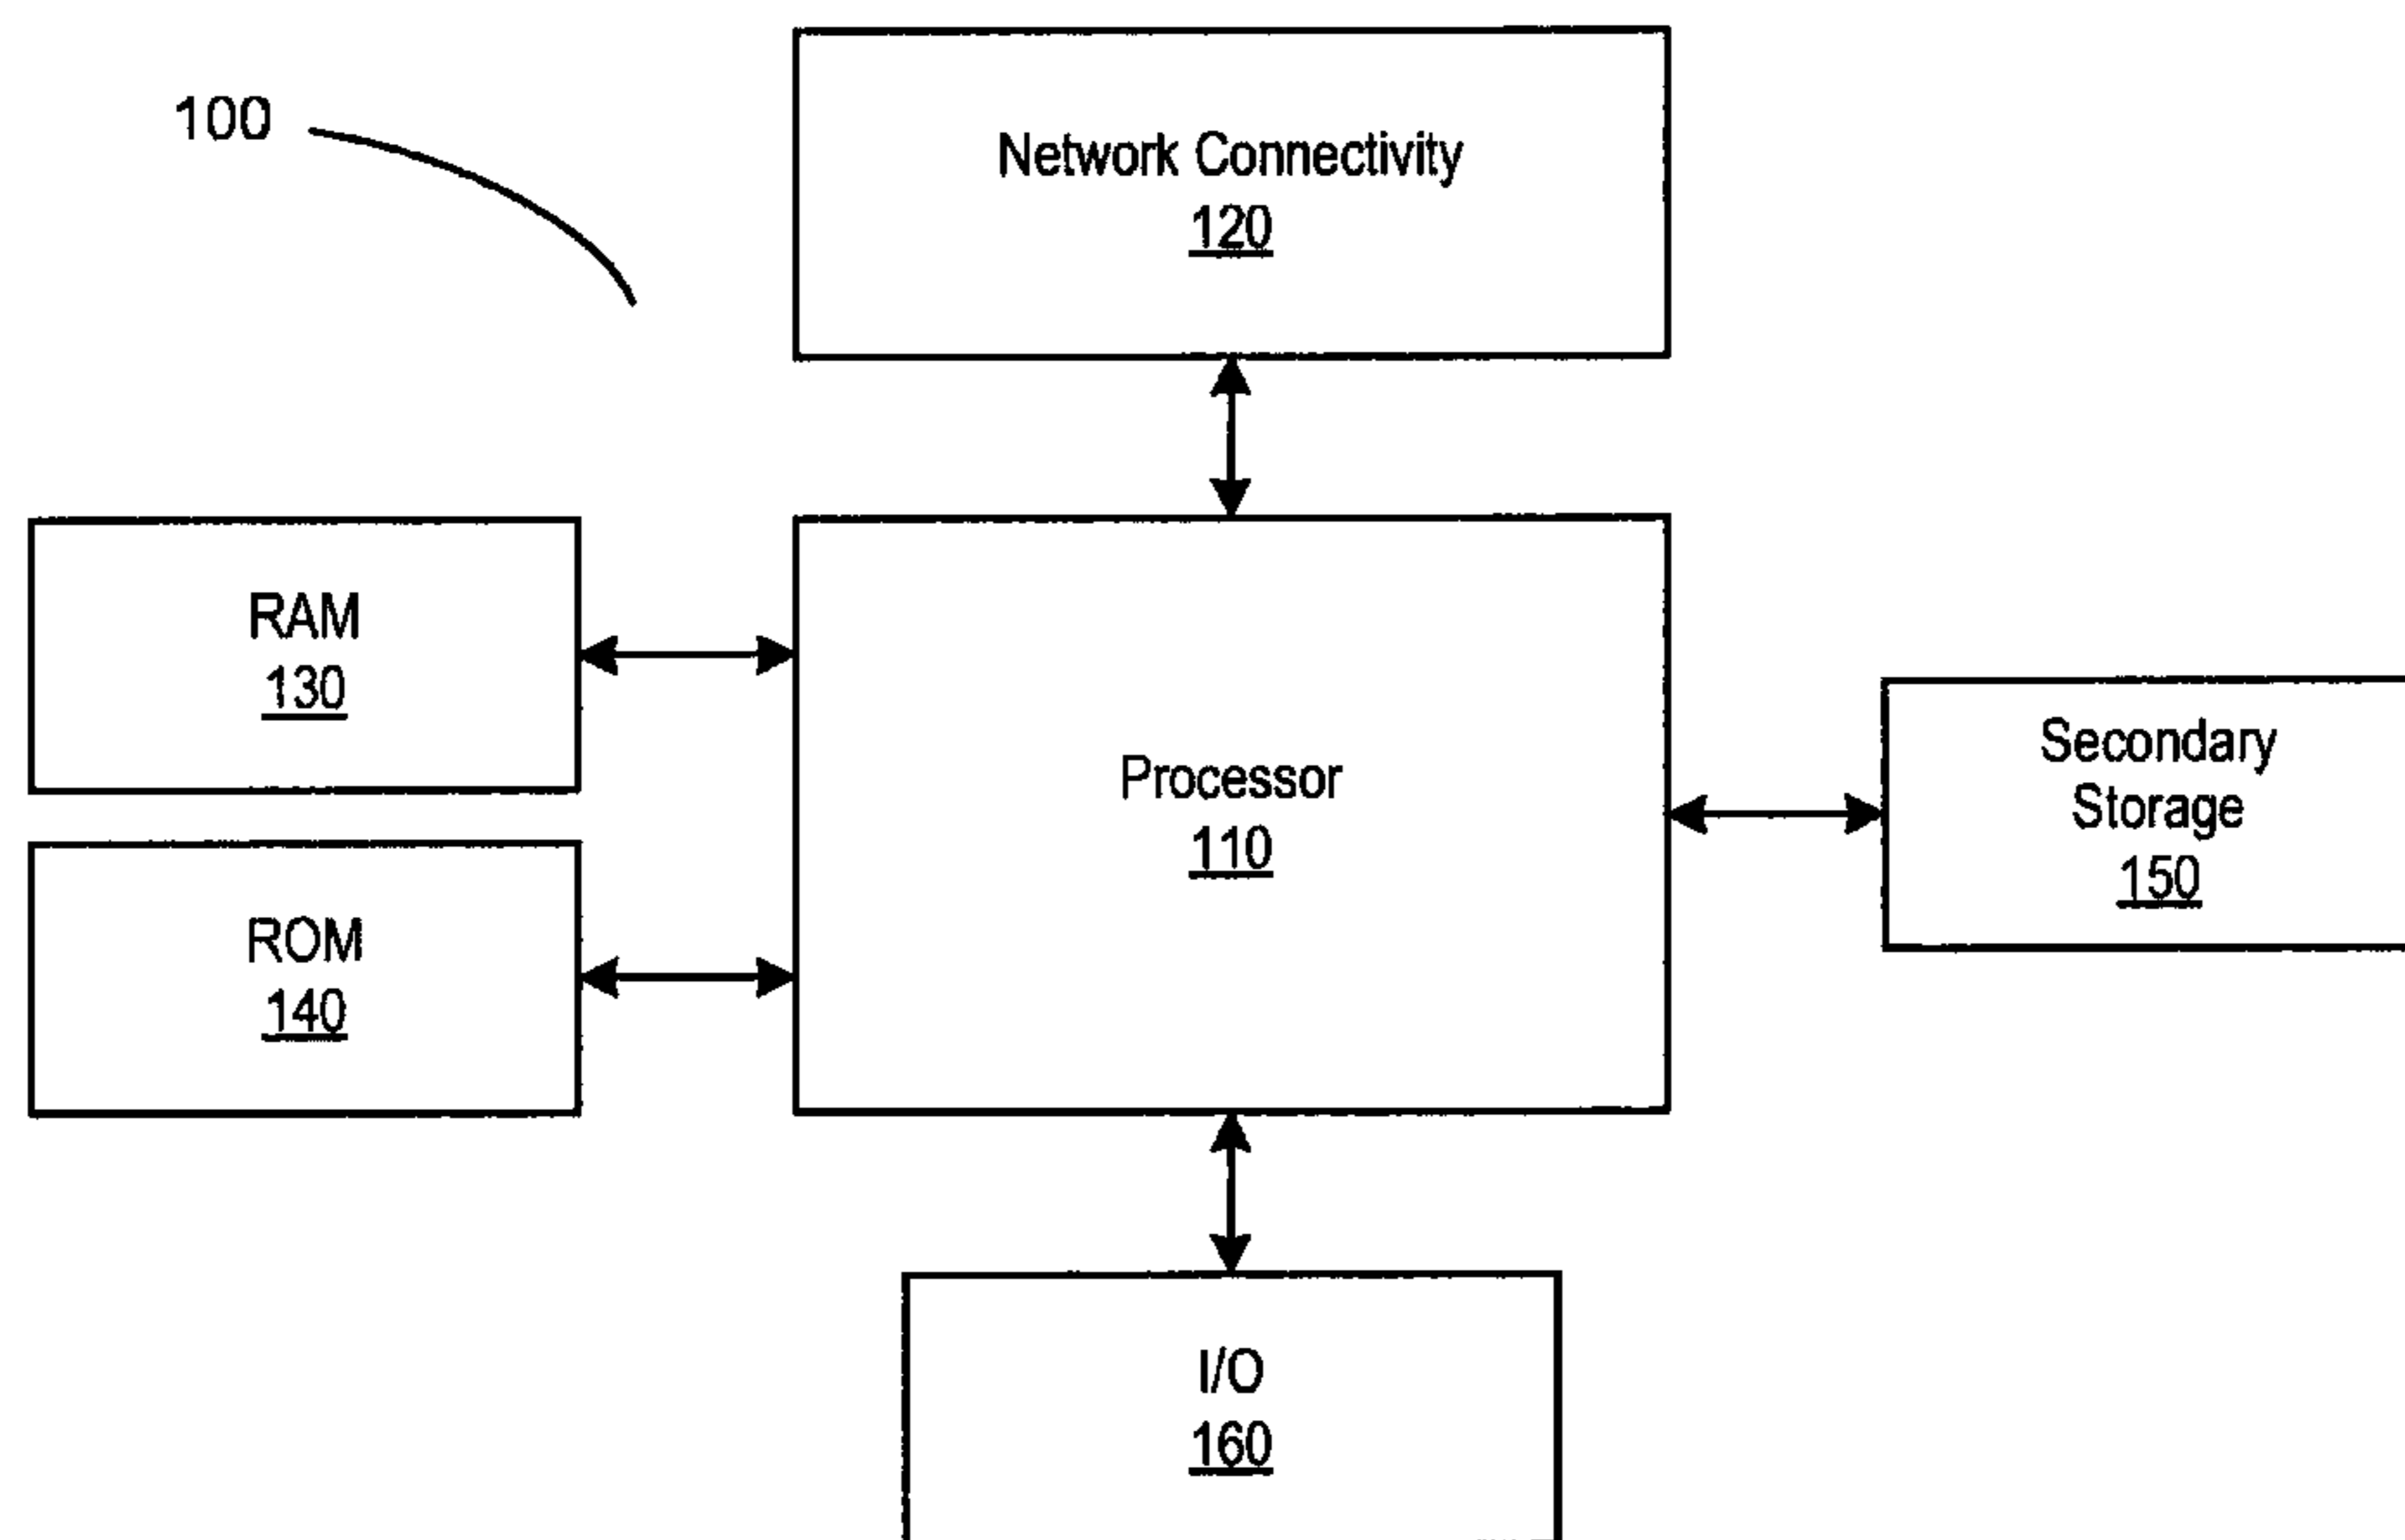 100
Network Connectivity
120
RAM
130
Processor
110
Secondary
Storage
150
ROM
140
I/O
160